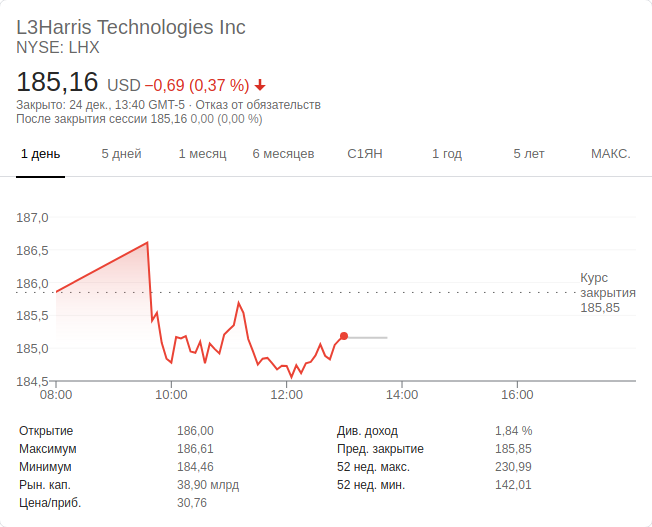 L3Harris Technologies Inc
NYSE: LHX
185,16 USD −0,69 (0,37 %)
Закрыто: 24 дек., 13:40 GMT-5 · Отказ от обязательств
После закрытия сессии 185,16 0,00 (0,00 %)
1 день 5 дней 1 месяц 6 месяцев С1ЯН 1 год 5 лет МАКС.
187,0
186,5
186,0
185,5
185,0
184,5
Курс
закрытия
185,85
08:00 10:00 12:00 14:00 16:00
Открытие 186,00 Див. доход 1,84 %
Максимум 186,61 Пред. закрытие 185,85
Минимум 184,46 52 нед. макс. 230,99
Рын. кап. 38,90 млрд 52 нед. мин. 142,01
Цена/приб. 30,76